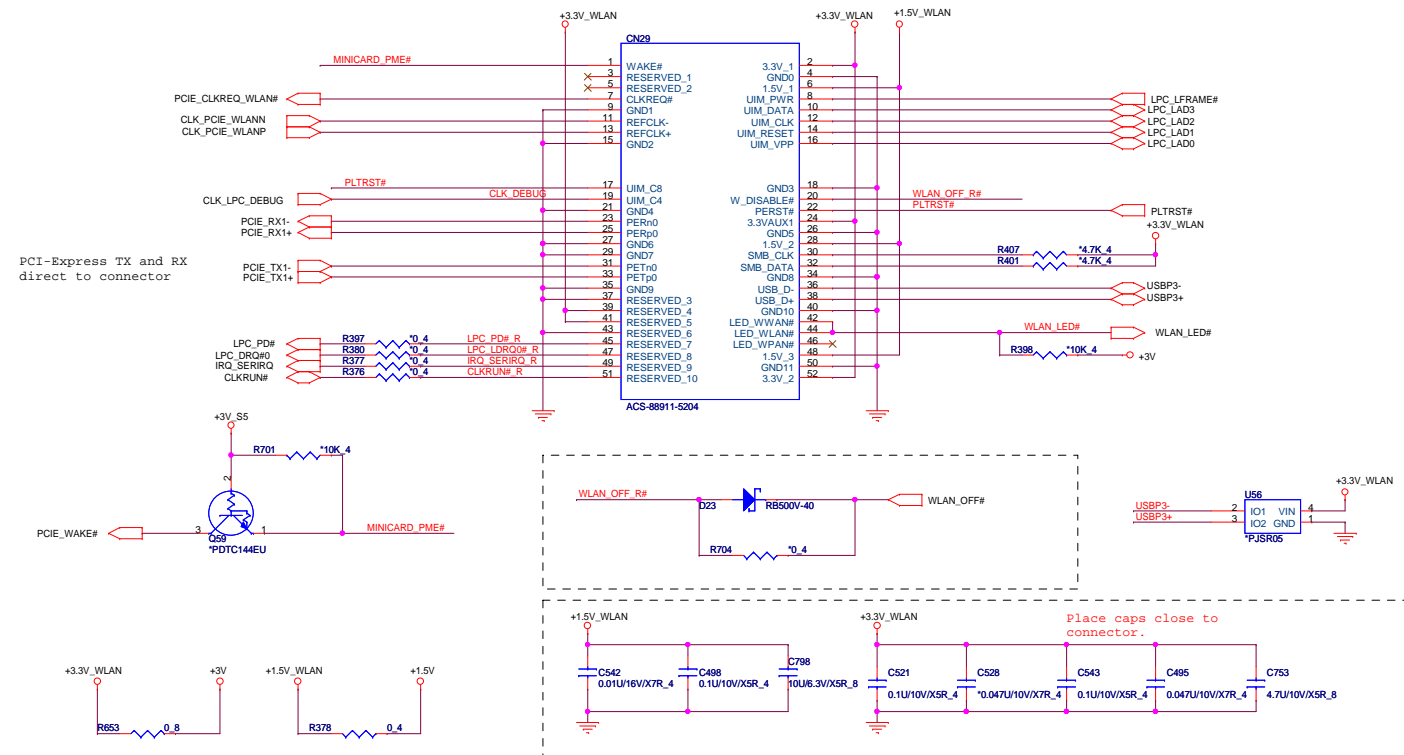 +3.3V_WLAN
+3.3V_WLAN
+1.5V_WLAN
CN29
MINICARD_PME#
1 WAKE# 3.3V_1 2
3 RESERVED_1 GND0 4
5 RESERVED_2 1.5V_1 6
PCIE_CLKREQ_WLAN# 7 CLKREQ# UIM_PWR 8 LPC_LFRAME#
9 GND1 UIM_DATA 10 LPC_LAD3
CLK_PCIE_WLANN 11 REFCLK- UIM_CLK 12 LPC_LAD2
CLK_PCIE_WLANP 13 REFCLK+ UIM_RESET 14 LPC_LAD1
15 GND2 UIM_VPP 16 LPC_LAD0
PLTRST# 17 UIM_C8 GND3 18
CLK_LPC_DEBUG CLK_DEBUG 19 UIM_C4 W_DISABLE# 20 WLAN_OFF_R#
21 GND4 PERST# 22 PLTRST# PLTRST#
PCIE_RX1- 23 PERn0 3.3VAUX1 24
PCIE_RX1+ 25 PERp0 GND5 26
+3.3V_WLAN
27 GND6 1.5V_2 28
29 GND7 SMB_CLK 30 R407 *4.7K_4
PCI-Express TX and RX
direct to connector
PCIE_TX1- 31 PETn0 SMB_DATA 32 R401 *4.7K_4
PCIE_TX1+ 33 PETp0 GND8 34
35 GND9 USB_D- 36 USBP3-
37 RESERVED_3 USB_D+ 38 USBP3+
39 RESERVED_4 GND10 40
41 RESERVED_5 LED_WWAN# 42
43 RESERVED_6 LED_WLAN# 44 WLAN_LED# WLAN_LED#
LPC_PD# R397 *0_4 LPC_PD#_R 45 RESERVED_7 LED_WPAN# 46
LPC_DRQ#0 R380 *0_4 LPC_LDRQ0#_R 47 RESERVED_8 1.5V_3 48 R398 *10K_4 +3V
IRQ_SERIRQ R377 *0_4 IRQ_SERIRQ_R 49 RESERVED_9 GND11 50
CLKRUN# R376 *0_4 CLKRUN#_R 51 RESERVED_10 3.3V_2 52
ACS-88911-5204
+3V_S5
R701 *10K_4
2
PCIE_WAKE# 3 1 MINICARD_PME#
Q59
*PDTC144EU
WLAN_OFF_R# D23 RB500V-40 WLAN_OFF#
R704 *0_4
+3.3V_WLAN
U56
USBP3- 2 IO1 VIN 4
USBP3+ 3 IO2 GND 1
*PJSR05
+1.5V_WLAN
C542
0.01U/16V/X7R_4
C498
0.1U/10V/X5R_4
C798
10U/6.3V/X5R_8
+3.3V_WLAN
Place caps close to
connector.
C521
0.1U/10V/X5R_4
C528
*0.047U/10V/X7R_4
C543
0.1U/10V/X5R_4
C495
0.047U/10V/X7R_4
C753
4.7U/10V/X5R_8
+3.3V_WLAN +3V
R653 0_8
+1.5V_WLAN +1.5V
R378 0_4